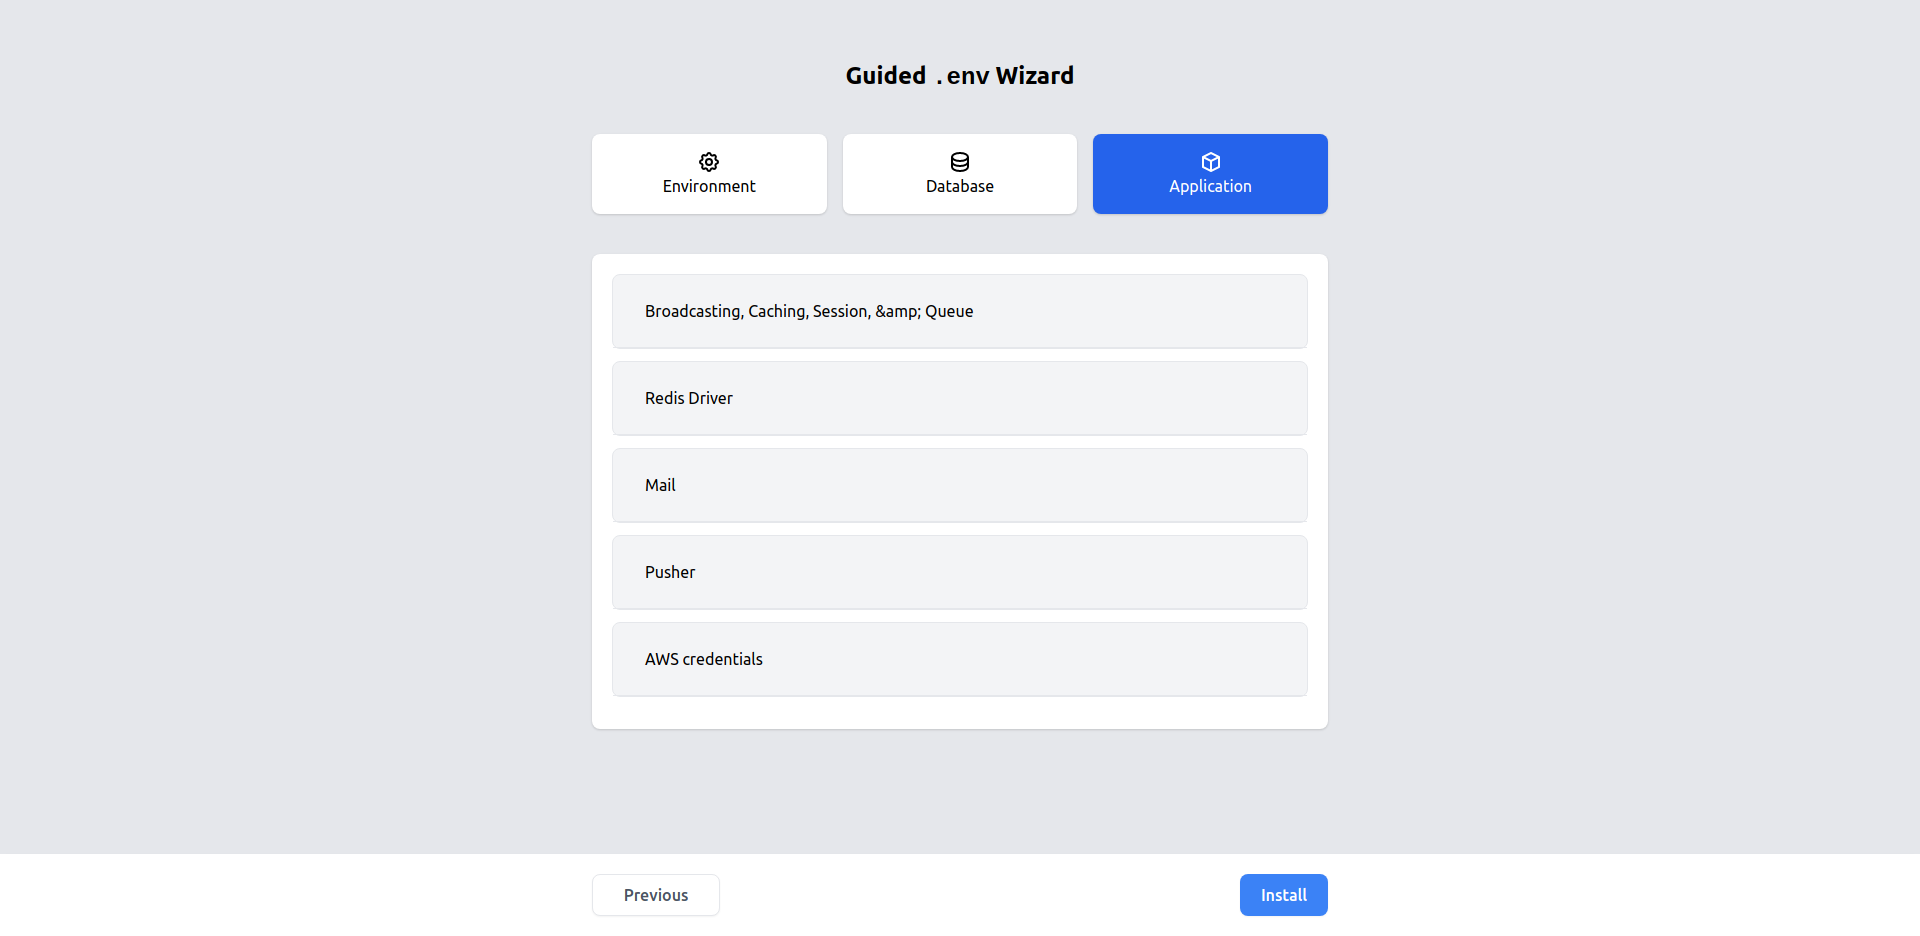 Guided .env Wizard
Environment
Database
Application
Broadcasting, Caching, Session, &amp; Queue
Redis Driver
Mail
Pusher
AWS credentials
Previous
Install